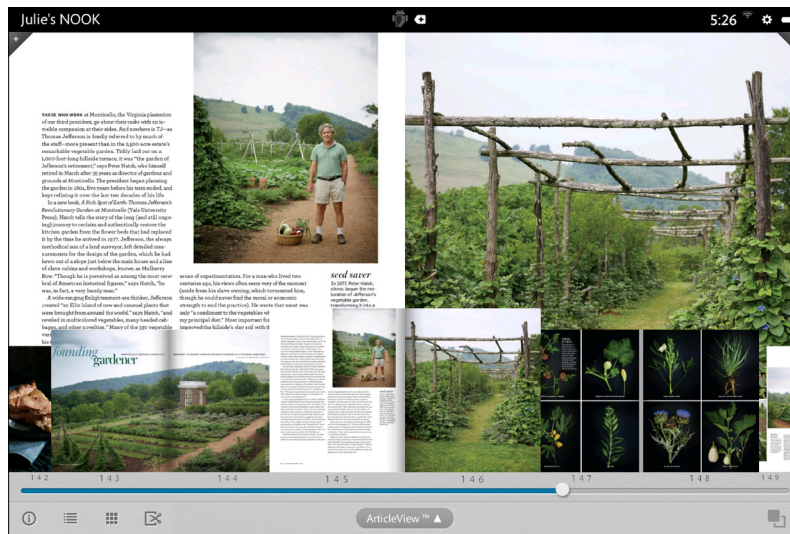 Julie's NOOK
5:26
THOSE WHO WORK at Monticello, the Virginia plantation
of our third president, go about their tasks with an in-
visible companion at their sides. And nowhere is TJ—as
Thomas Jefferson is fondly referred to by much of
the staff—more present than in the 2,500-acre estate's
remarkable vegetable garden. Tidily laid out on a
1,000-foot-long hillside terrace, it was "the garden of
Jefferson's retirement," says Peter Hatch, who himself
retired in March after 35 years as director of gardens and
grounds at Monticello. The president began planning
the garden in 1804, five years before his term ended, and
kept refining it over the last two decades of his life.
In a new book, A Rich Spot of Earth: Thomas Jefferson's
Revolutionary Garden at Monticello (Yale University
Press), Hatch tells the story of the long (and still ongo-
ing) journey to reclaim and authentically restore the
kitchen garden from the flower beds that had replaced
it by the time he arrived in 1977. Jefferson, the always
methodical son of a land surveyor, left detailed mea-
surements for the design of the garden, which he had
hewn out of a slope just below the main house and a line
of slave cabins and workshops, known as Mulberry
Row. "Though he is perceived as among the most cere-
bral of American historical figures," says Hatch, "he
was, in fact, a very handy man."
A wide-ranging Enlightenment-era thinker, Jefferson
created "an Ellis Island of new and unusual plants that
were brought from around the world," says Hatch, "and
reveled in multicolored vegetables, many-headed cab-
bages, and other novelties." Many of the 330 vegetable
sense of experimentation. For a man who lived two
centuries ago, his views often seem very of the moment
(aside from his slave owning, which tormented him,
though he could never find the moral or economic
strength to end the practice). He wrote that meat was
only "a condiment to the vegetables wh
my principal diet." Most important for
improved the hillside's clay soil with th
seed saver
In 1977, Peter Hatch,
above, began the res-
toration of Jefferson's
vegetable garden,
transforming it into a
founding
gardener
142
143
144
145
146
147
148
149
ArticleView ™ ▲